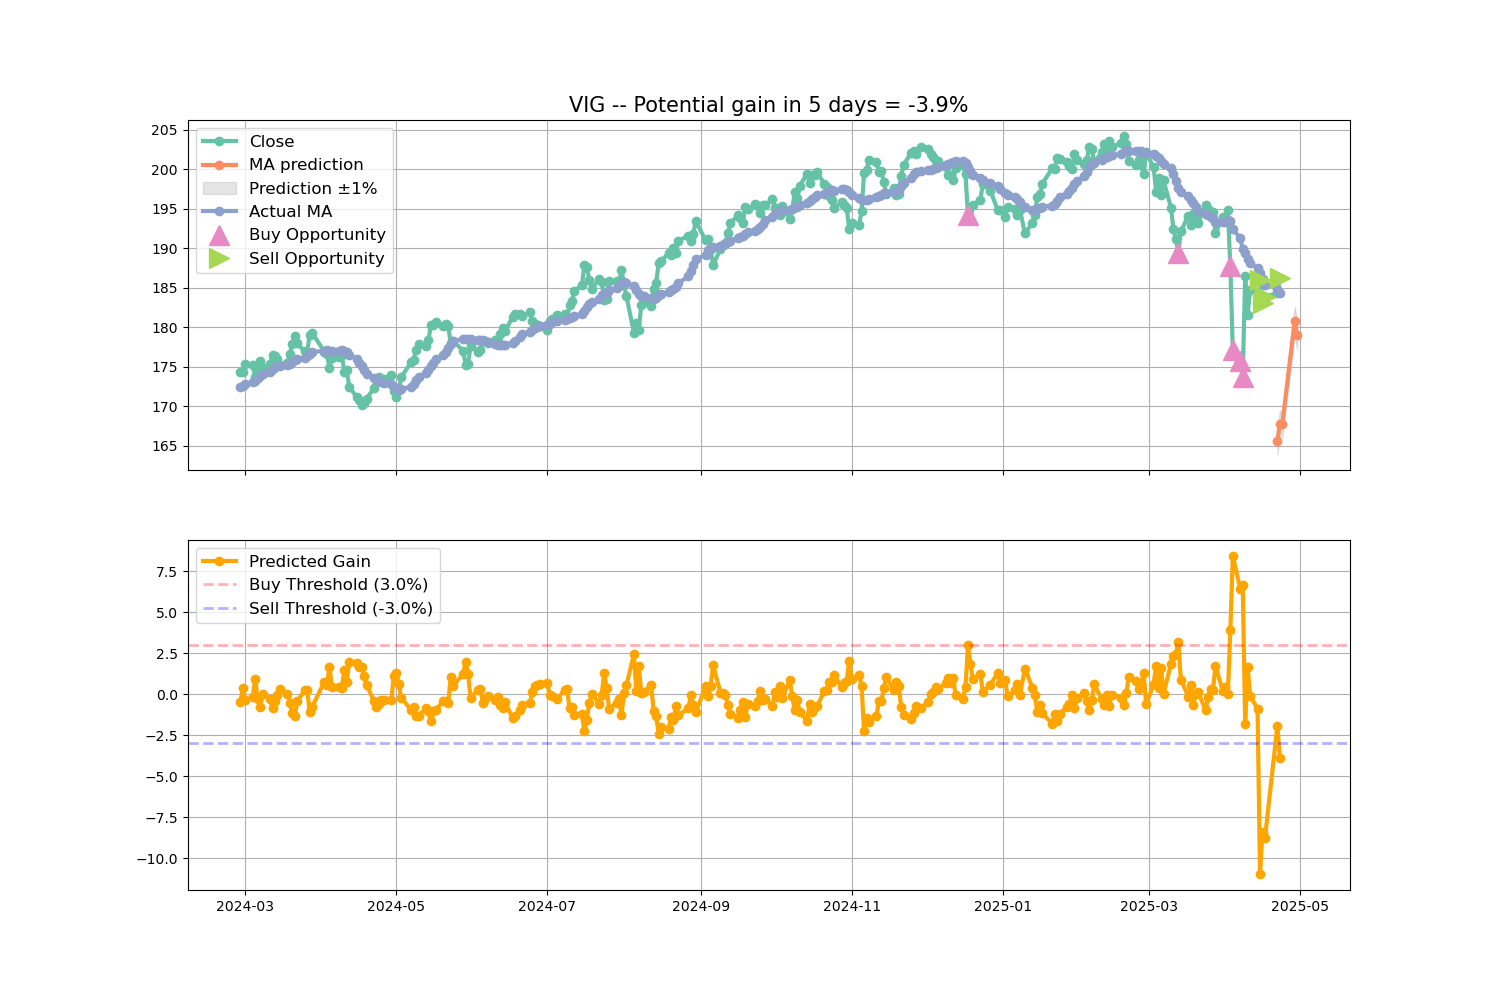 VIG -- Potential gain in 5 days = -3.9%
205
200
195
190
185
180
175
170
165
Close
MA prediction
Prediction ±1%
Actual MA
Buy Opportunity
Sell Opportunity
7.5
5.0
2.5
0.0
−2.5
−5.0
−7.5
−10.0
Predicted Gain
Buy Threshold (3.0%)
Sell Threshold (-3.0%)
2024-03 2024-05 2024-07 2024-09 2024-11 2025-01 2025-03 2025-05